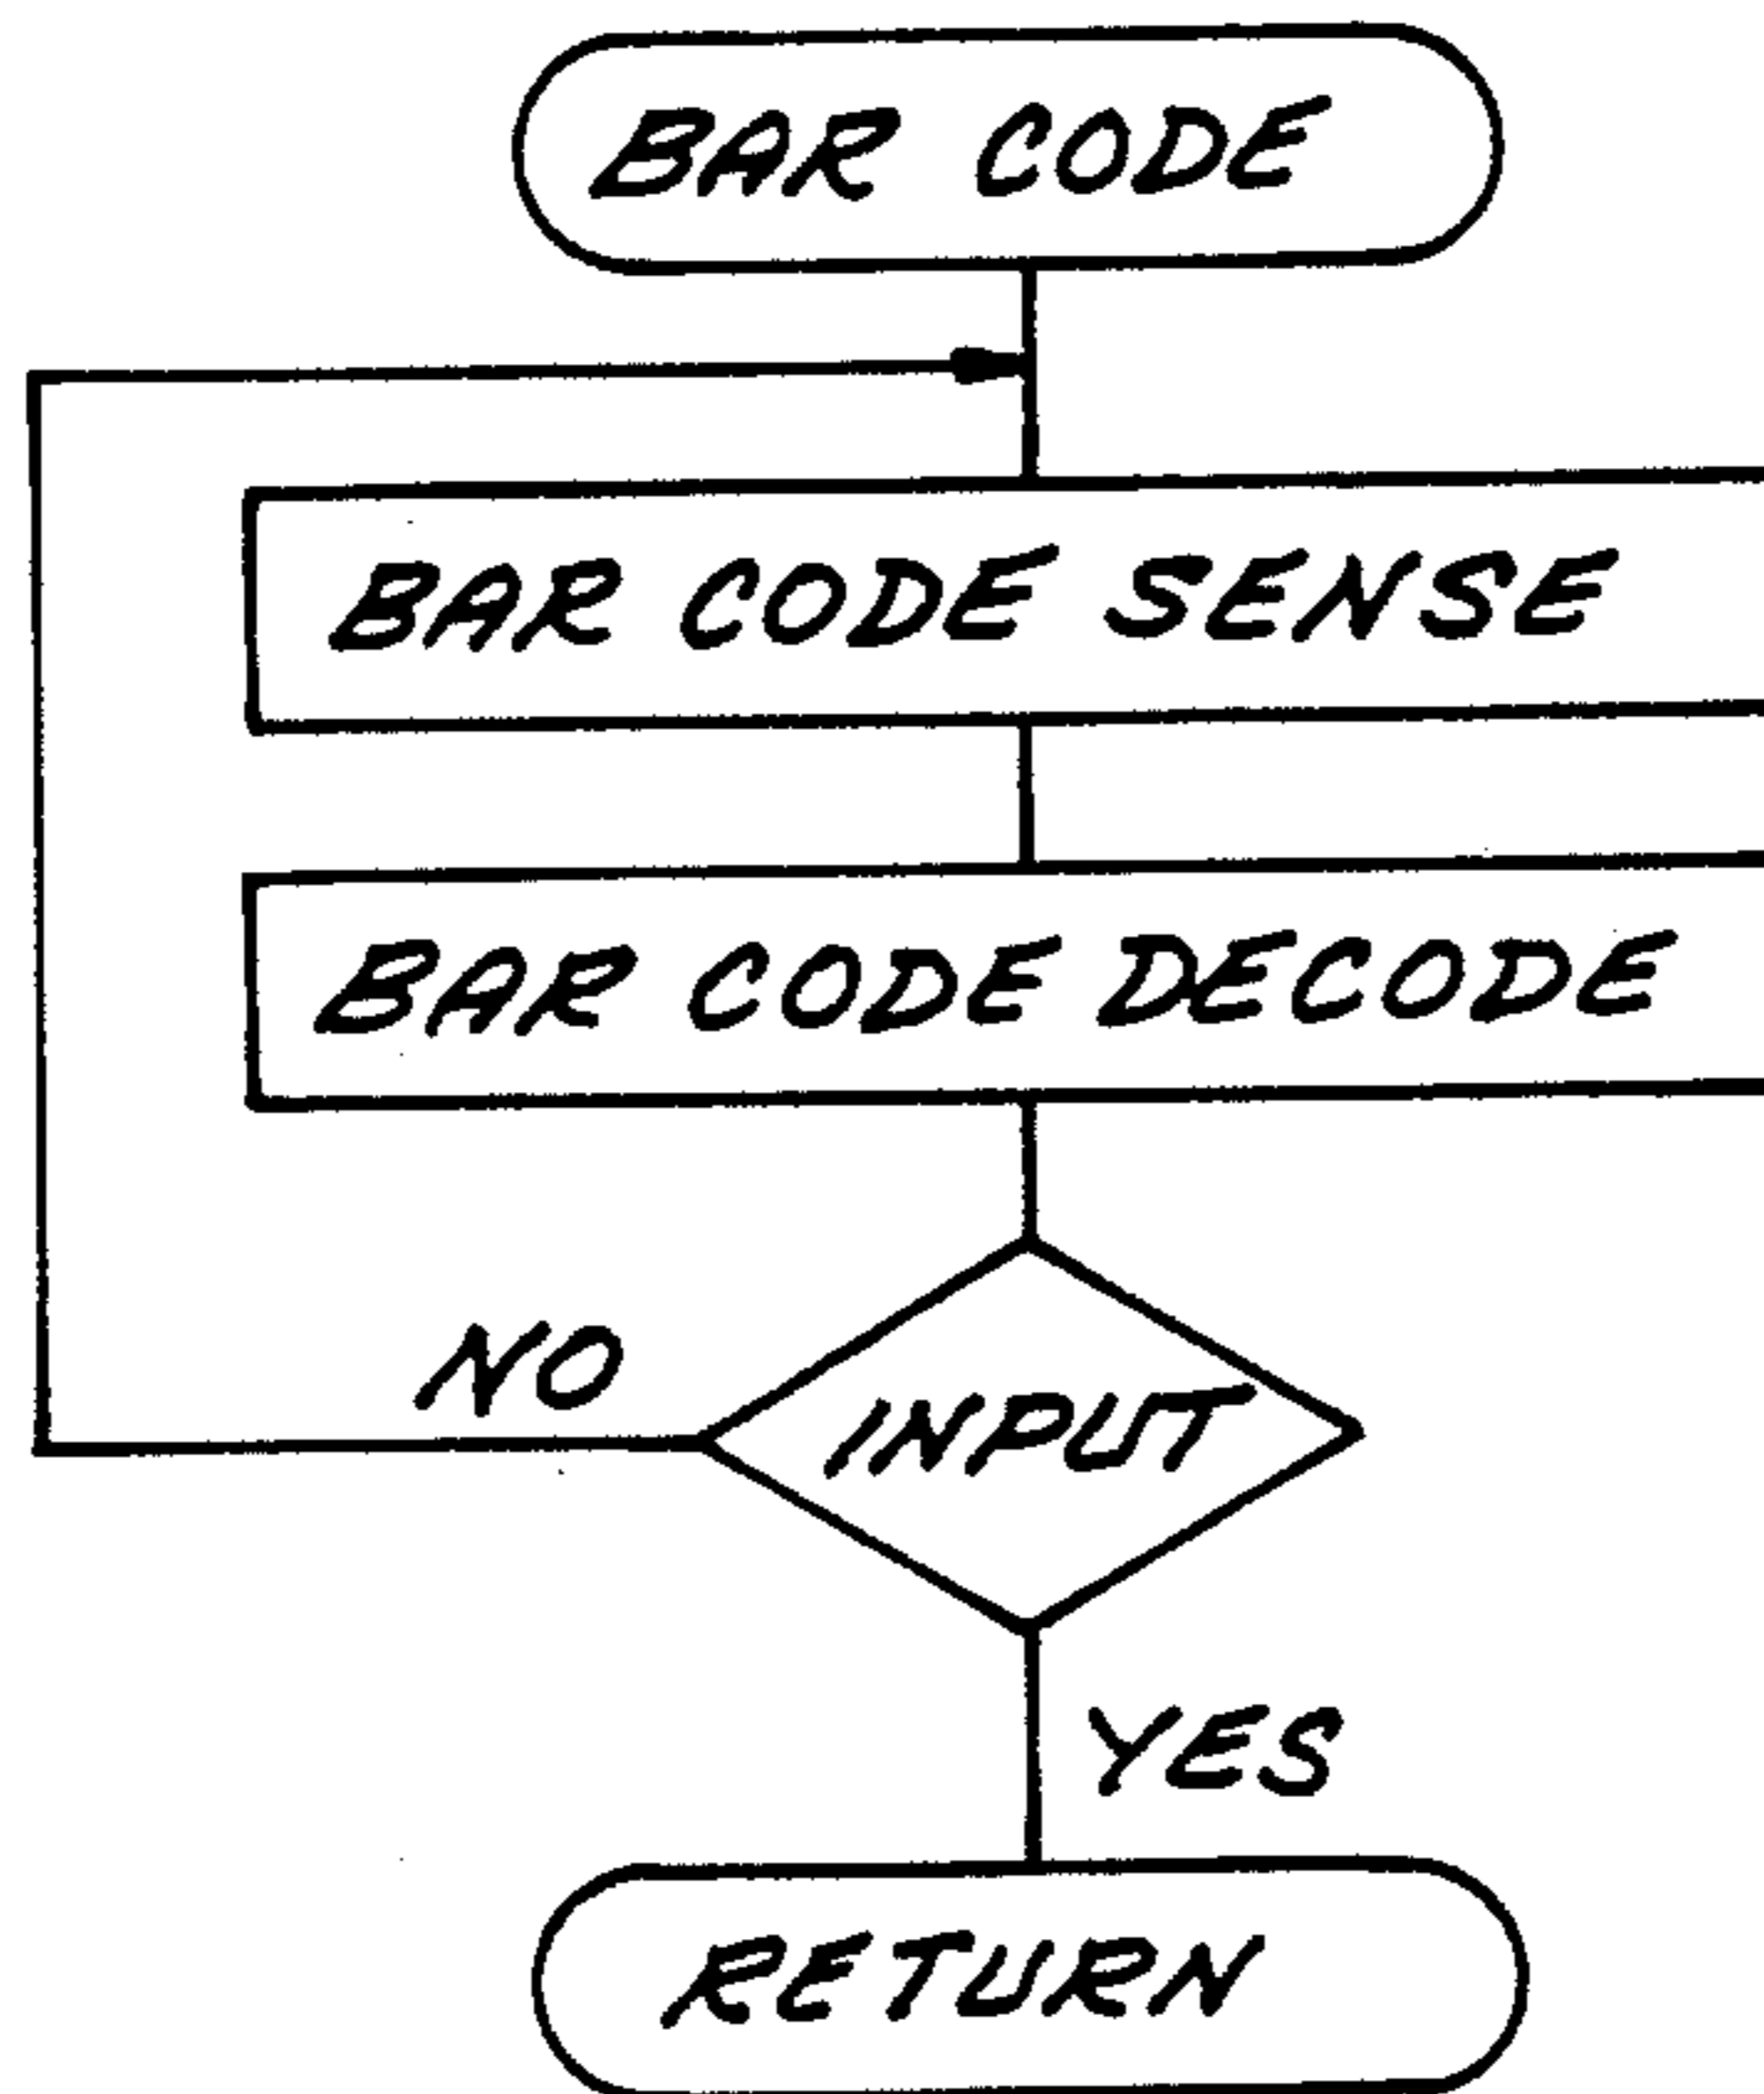 BAR CODE
BAR CODE SENSE
BAR CODE DECODE
NO
INPUT
YES
RETURN